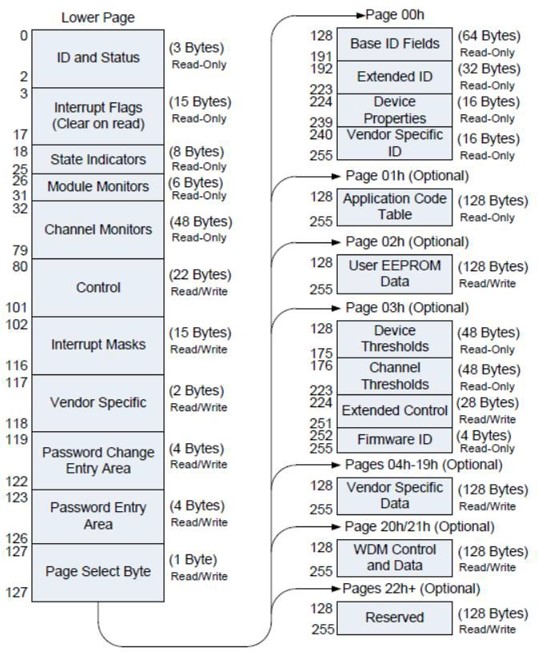 Lower Page
0
ID and Status
(3 Bytes)
Read-Only
2
3
Interrupt Flags
(Clear on read)
(15 Bytes)
Read-Only
17
18
State Indicators
(8 Bytes)
Read-Only
25
26
Module Monitors
(6 Bytes)
Read-Only
31
32
Channel Monitors
(48 Bytes)
Read-Only
79
80
Control
(22 Bytes)
Read/Write
101
102
Interrupt Masks
(15 Bytes)
Read/Write
116
117
Vendor Specific
(2 Bytes)
Read/Write
118
119
Password Change
Entry Area
(4 Bytes)
Read/Write
122
123
Password Entry
Area
(4 Bytes)
Read/Write
126
127
Page Select Byte
(1 Byte)
Read/Write
127
Page 00h
128
Base ID Fields
(64 Bytes)
Read-Only
191
192
Extended ID
(32 Bytes)
Read-Only
223
224
Device
Properties
(16 Bytes)
Read-Only
239
240
Vendor Specific
ID
(16 Bytes)
Read-Only
255
Page 01h (Optional)
128
Application Code
Table
(128 Bytes)
Read-Only
255
Page 02h (Optional)
128
User EEPROM
Data
(128 Bytes)
Read/Write
255
Page 03h (Optional)
128
Device
Thresholds
(48 Bytes)
Read-Only
175
176
Channel
Thresholds
(48 Bytes)
Read-Only
223
224
Extended Control
(28 Bytes)
Read/Write
251
252
Firmware ID
(4 Bytes)
Read-Only
255
Pages 04h-19h (Optional)
128
Vendor Specific
Data
(128 Bytes)
Read/Write
255
Page 20h/21h (Optional)
128
WDM Control
and Data
(128 Bytes)
Read/Write
255
Pages 22h+ (Optional)
128
Reserved
(128 Bytes)
Read/Write
255